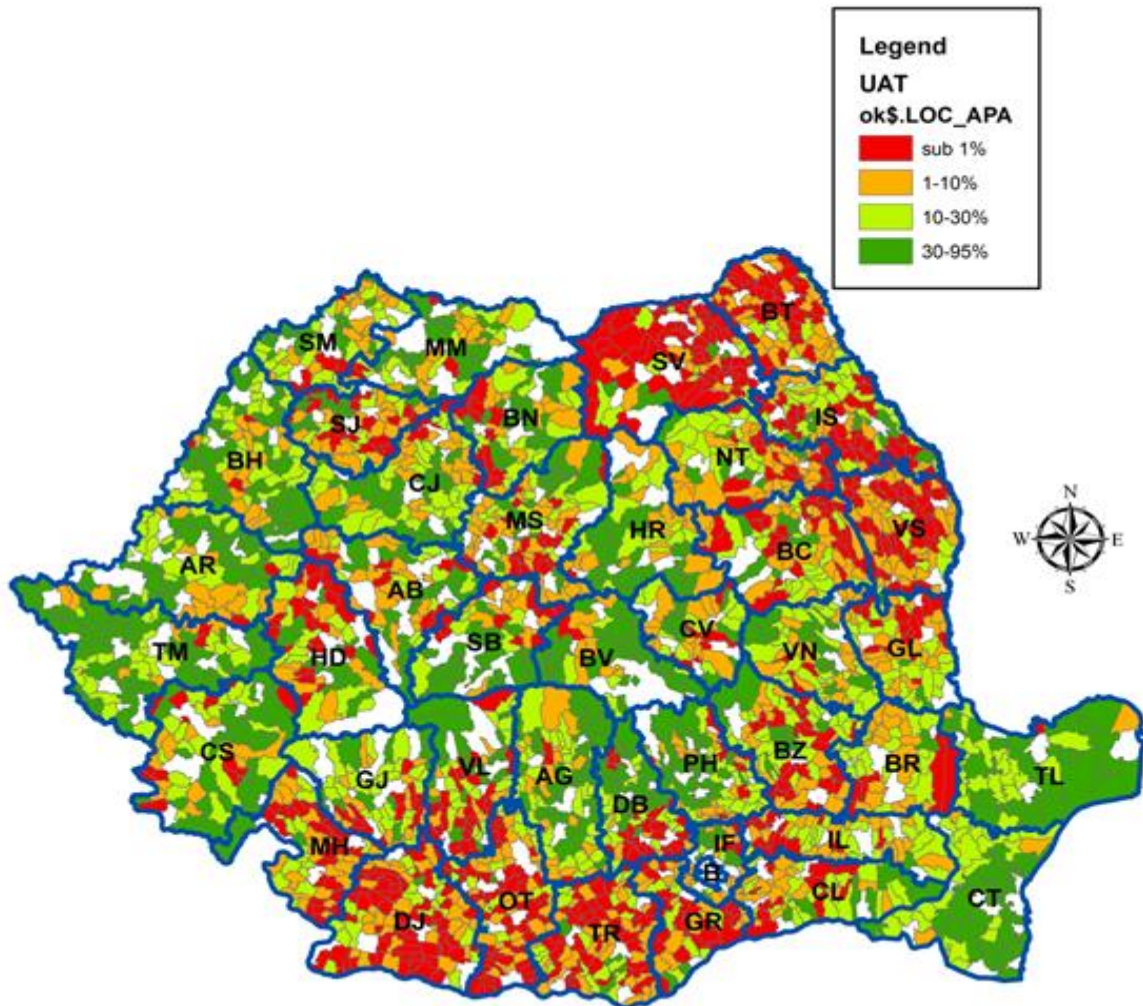 Legend
UAT
ok$.LOC_APA
sub 1%
1-10%
10-30%
30-95%
BT
SM
MM
SV
SJ
BN
IS
BH
CJ
NT
MS
HR
BC
VS
N
W
E
S
AR
AB
TM
HD
SB
BV
CV
VN
GL
CS
GJ
VL
AG
PH
BZ
BR
TL
DB
MH
IF
IL
B
CL
CT
DJ
OT
TR
GR